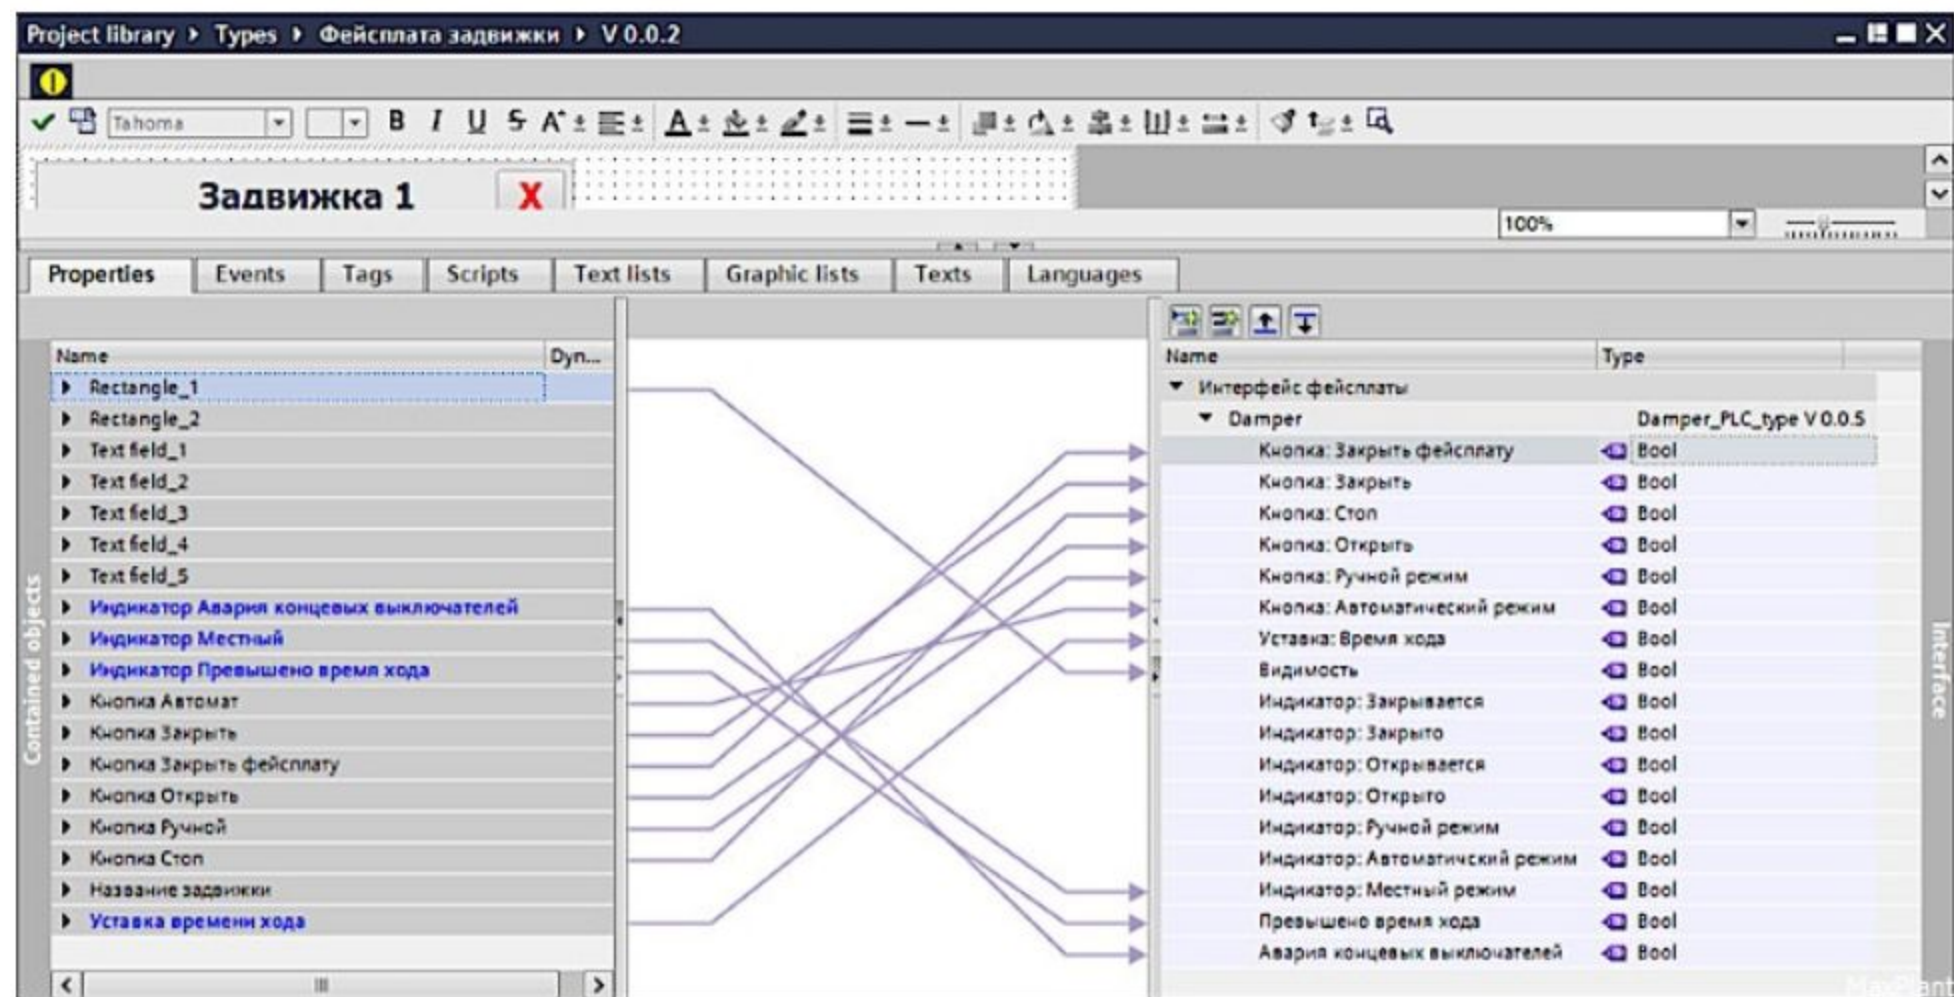 Project library ▸ Types ▸ Фейсплата задвижки ▸ V 0.0.2
Tahoma B I U S A A
Задвижка 1 X
100%
Properties Events Tags Scripts Text lists Graphic lists Texts Languages
Name Dyn... Name Type
Rectangle_1 Интерфейс фейсплаты
Rectangle_2 Damper Damper_PLC_type V 0.0.5
Text field_1 Кнопка: Закрыть фейсплату Bool
Text field_2 Кнопка: Закрыть Bool
Text field_3 Кнопка: Стоп Bool
Text field_4 Кнопка: Открыть Bool
Text field_5 Кнопка: Ручной режим Bool
Индикатор Авария концевых выключателей Кнопка: Автоматический режим Bool
Индикатор Местный Уставка: Время хода Bool
Индикатор Превышено время хода Видимость Bool
Кнопка Автомат Индикатор: Закрывается Bool
Кнопка Закрыть Индикатор: Закрыто Bool
Кнопка Закрыть фейсплату Индикатор: Открывается Bool
Кнопка Открыть Индикатор: Открыто Bool
Кнопка Ручной Индикатор: Ручной режим Bool
Кнопка Стоп Индикатор: Автоматичский режим Bool
Название задвижки Индикатор: Местный режим Bool
Уставка времени хода Превышено время хода Bool
Авария концевых выключателей Bool
Contained objects
Interface
MaxPlant